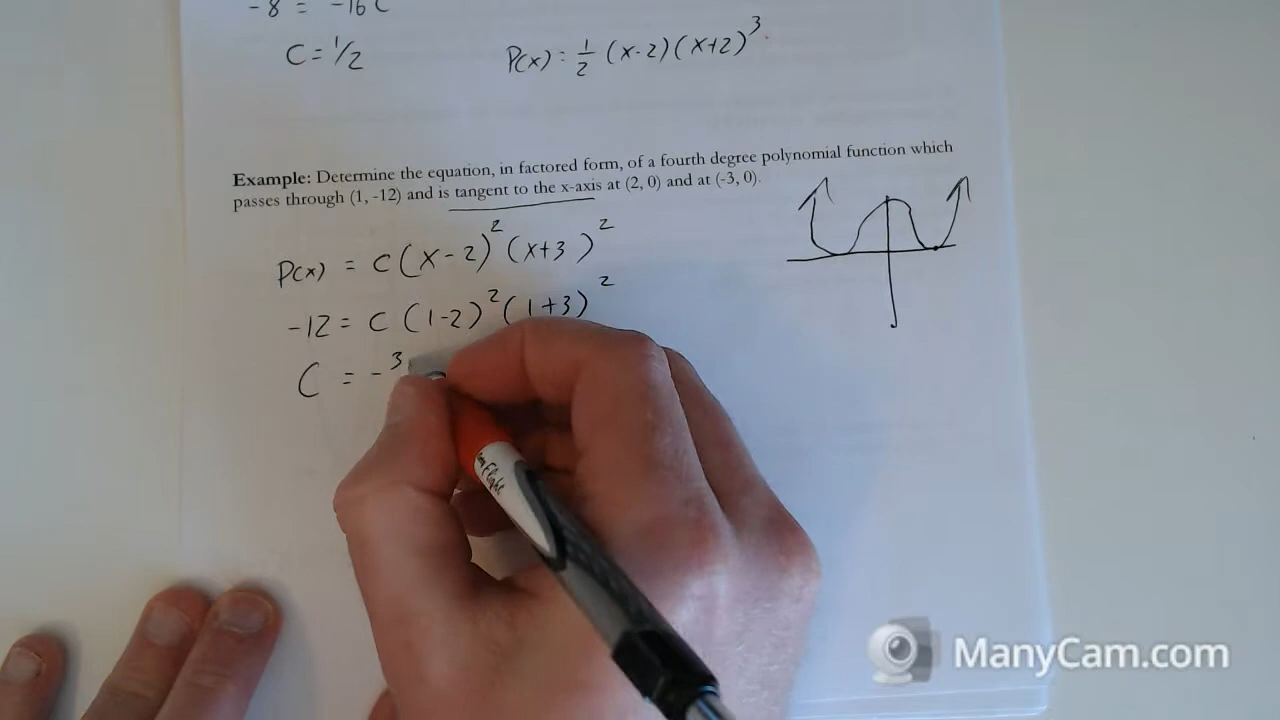 -8 = -16C
C = 1/2
P(x) = 1/2 (x-2)(x+2)^3
Example: Determine the equation, in factored form, of a fourth degree polynomial function which
passes through (1, -12) and is tangent to the x-axis at (2, 0) and at (-3, 0).
P(x) = C(x-2)^2(x+3)^2
-12 = C(1-2)^2(1+3)^2
C = -3
Flight
ManyCam.com